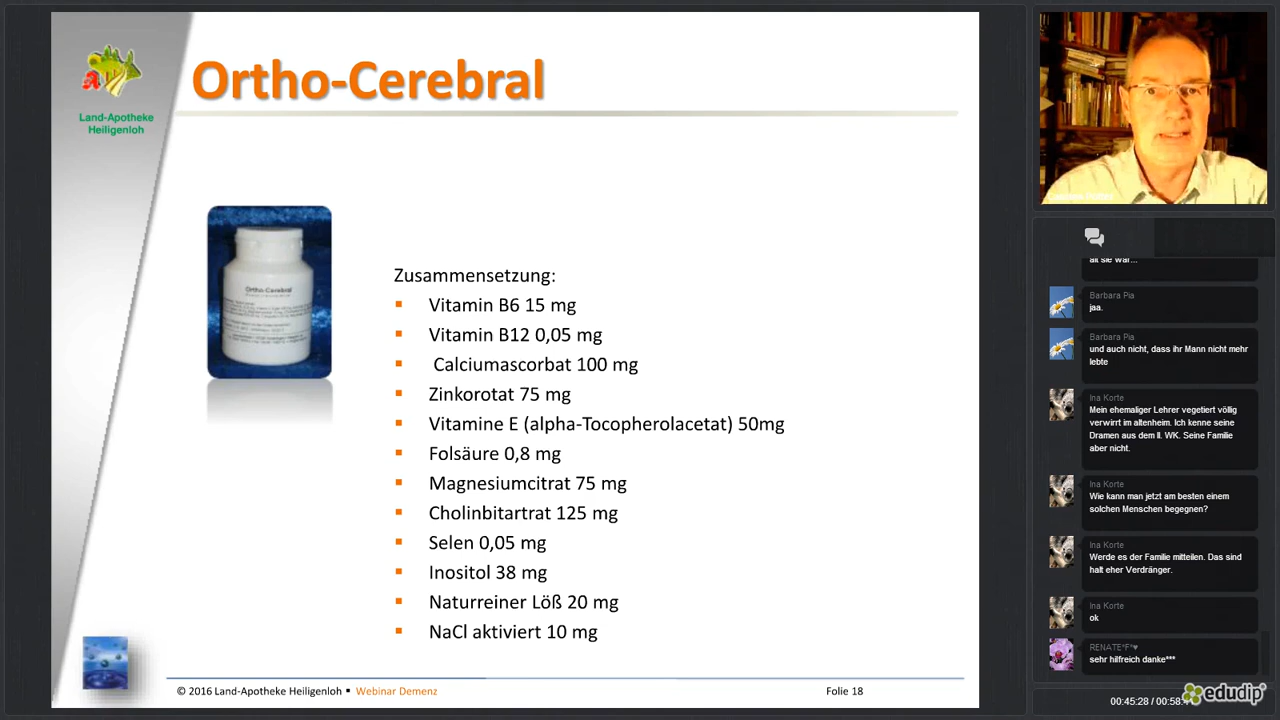 Ortho-Cerebral
Land-Apotheke
Heiligenloh
Ortho-Cerebral
Zusammensetzung:
▪ Vitamin B6 15 mg
▪ Vitamin B12 0,05 mg
▪ Calciumascorbat 100 mg
▪ Zinkorotat 75 mg
▪ Vitamine E (alpha-Tocopherolacetat) 50mg
▪ Folsäure 0,8 mg
▪ Magnesiumcitrat 75 mg
▪ Cholinbitartrat 125 mg
▪ Selen 0,05 mg
▪ Inositol 38 mg
▪ Naturreiner Löß 20 mg
▪ NaCl aktiviert 10 mg
© 2016 Land-Apotheke Heiligenloh ▪ Webinar Demenz
Folie 18
alt sie war...
Barbara Pia
jaa.
Barbara Pia
und auch nicht, dass ihr Mann nicht mehr
lebte
Ina Korte
Mein ehemaliger Lehrer vegetiert völlig
verwirrt im altenheim. Ich kenne seine
Dramen aus dem II. WK. Seine Familie
aber nicht.
Ina Korte
Wie kann man jetzt am besten einem
solchen Menschen begegnen?
Ina Korte
Werde es der Familie mitteilen. Das sind
halt eher Verdränger.
Ina Korte
ok
RENATE*F*♥
sehr hilfreich danke***
00:45:28 /
edudip